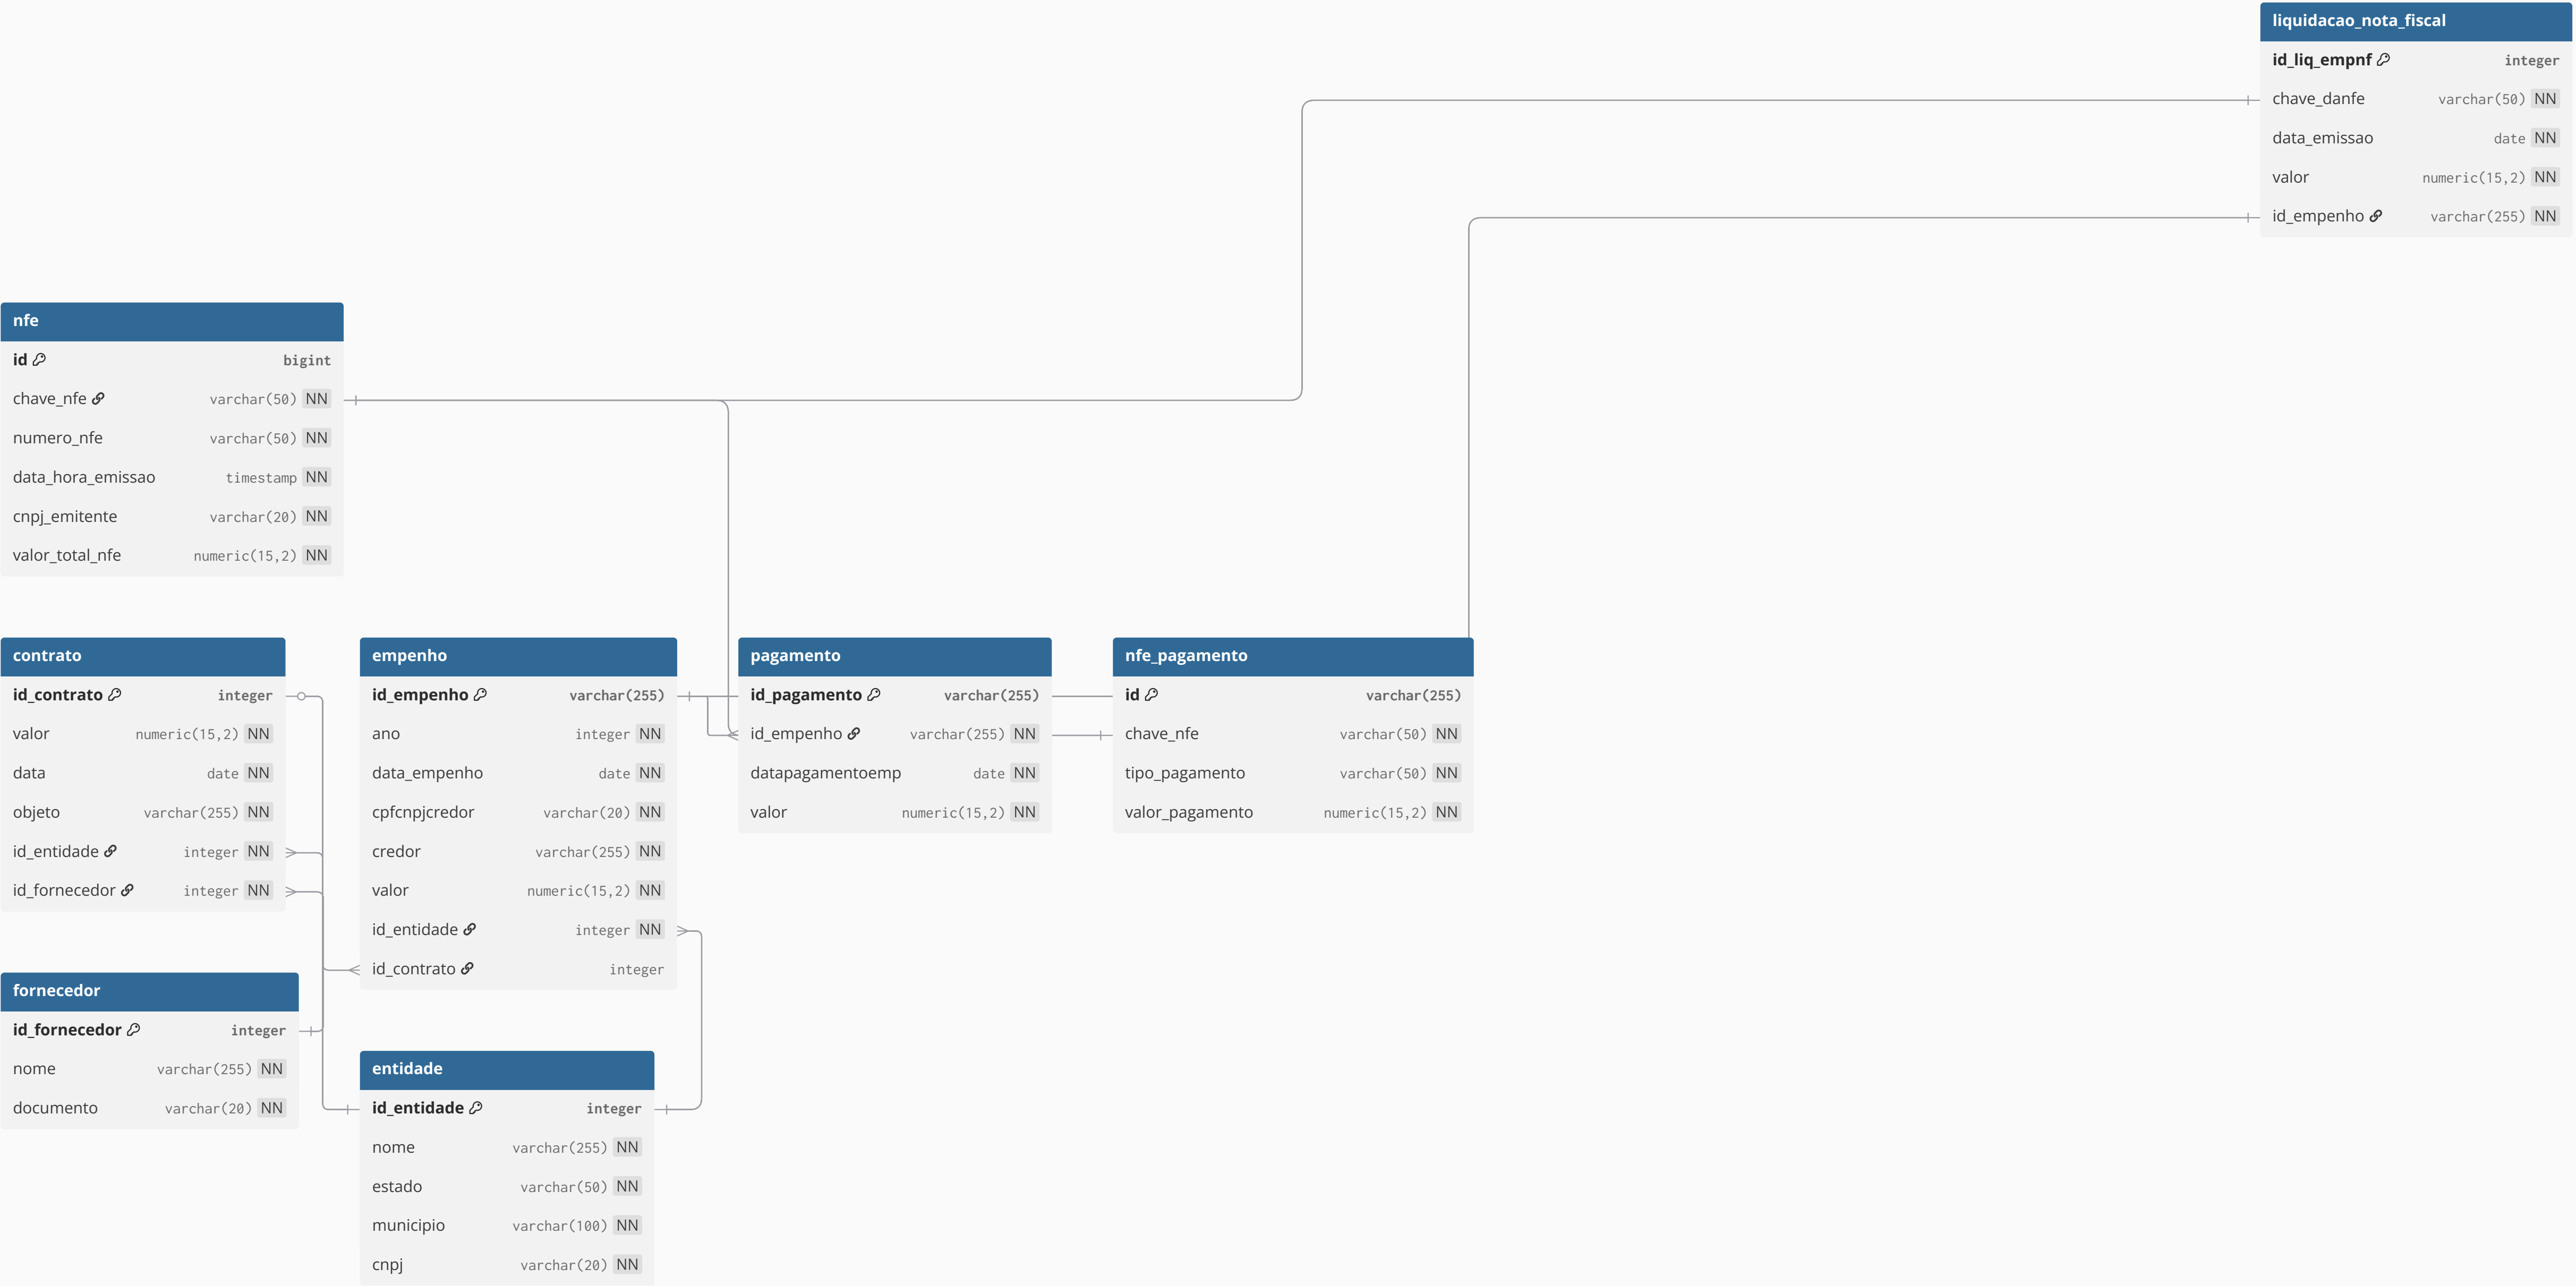 liquidacao_nota_fiscal
id_liq_empnf integer
chave_danfe varchar(50) NN
data_emissao date NN
valor numeric(15,2) NN
id_empenho varchar(255) NN
nfe
id bigint
chave_nfe varchar(50) NN
numero_nfe varchar(50) NN
data_hora_emissao timestamp NN
cnpj_emitente varchar(20) NN
valor_total_nfe numeric(15,2) NN
contrato
id_contrato integer
valor numeric(15,2) NN
data date NN
objeto varchar(255) NN
id_entidade integer NN
id_fornecedor integer NN
empenho
id_empenho varchar(255)
ano integer NN
data_empenho date NN
cpfcnpjcredor varchar(20) NN
credor varchar(255) NN
valor numeric(15,2) NN
id_entidade integer NN
id_contrato integer
pagamento
id_pagamento varchar(255)
id_empenho varchar(255) NN
datapagamentoemp date NN
valor numeric(15,2) NN
nfe_pagamento
id varchar(255)
chave_nfe varchar(50) NN
tipo_pagamento varchar(50) NN
valor_pagamento numeric(15,2) NN
fornecedor
id_fornecedor integer
nome varchar(255) NN
documento varchar(20) NN
entidade
id_entidade integer
nome varchar(255) NN
estado varchar(50) NN
municipio varchar(100) NN
cnpj varchar(20) NN